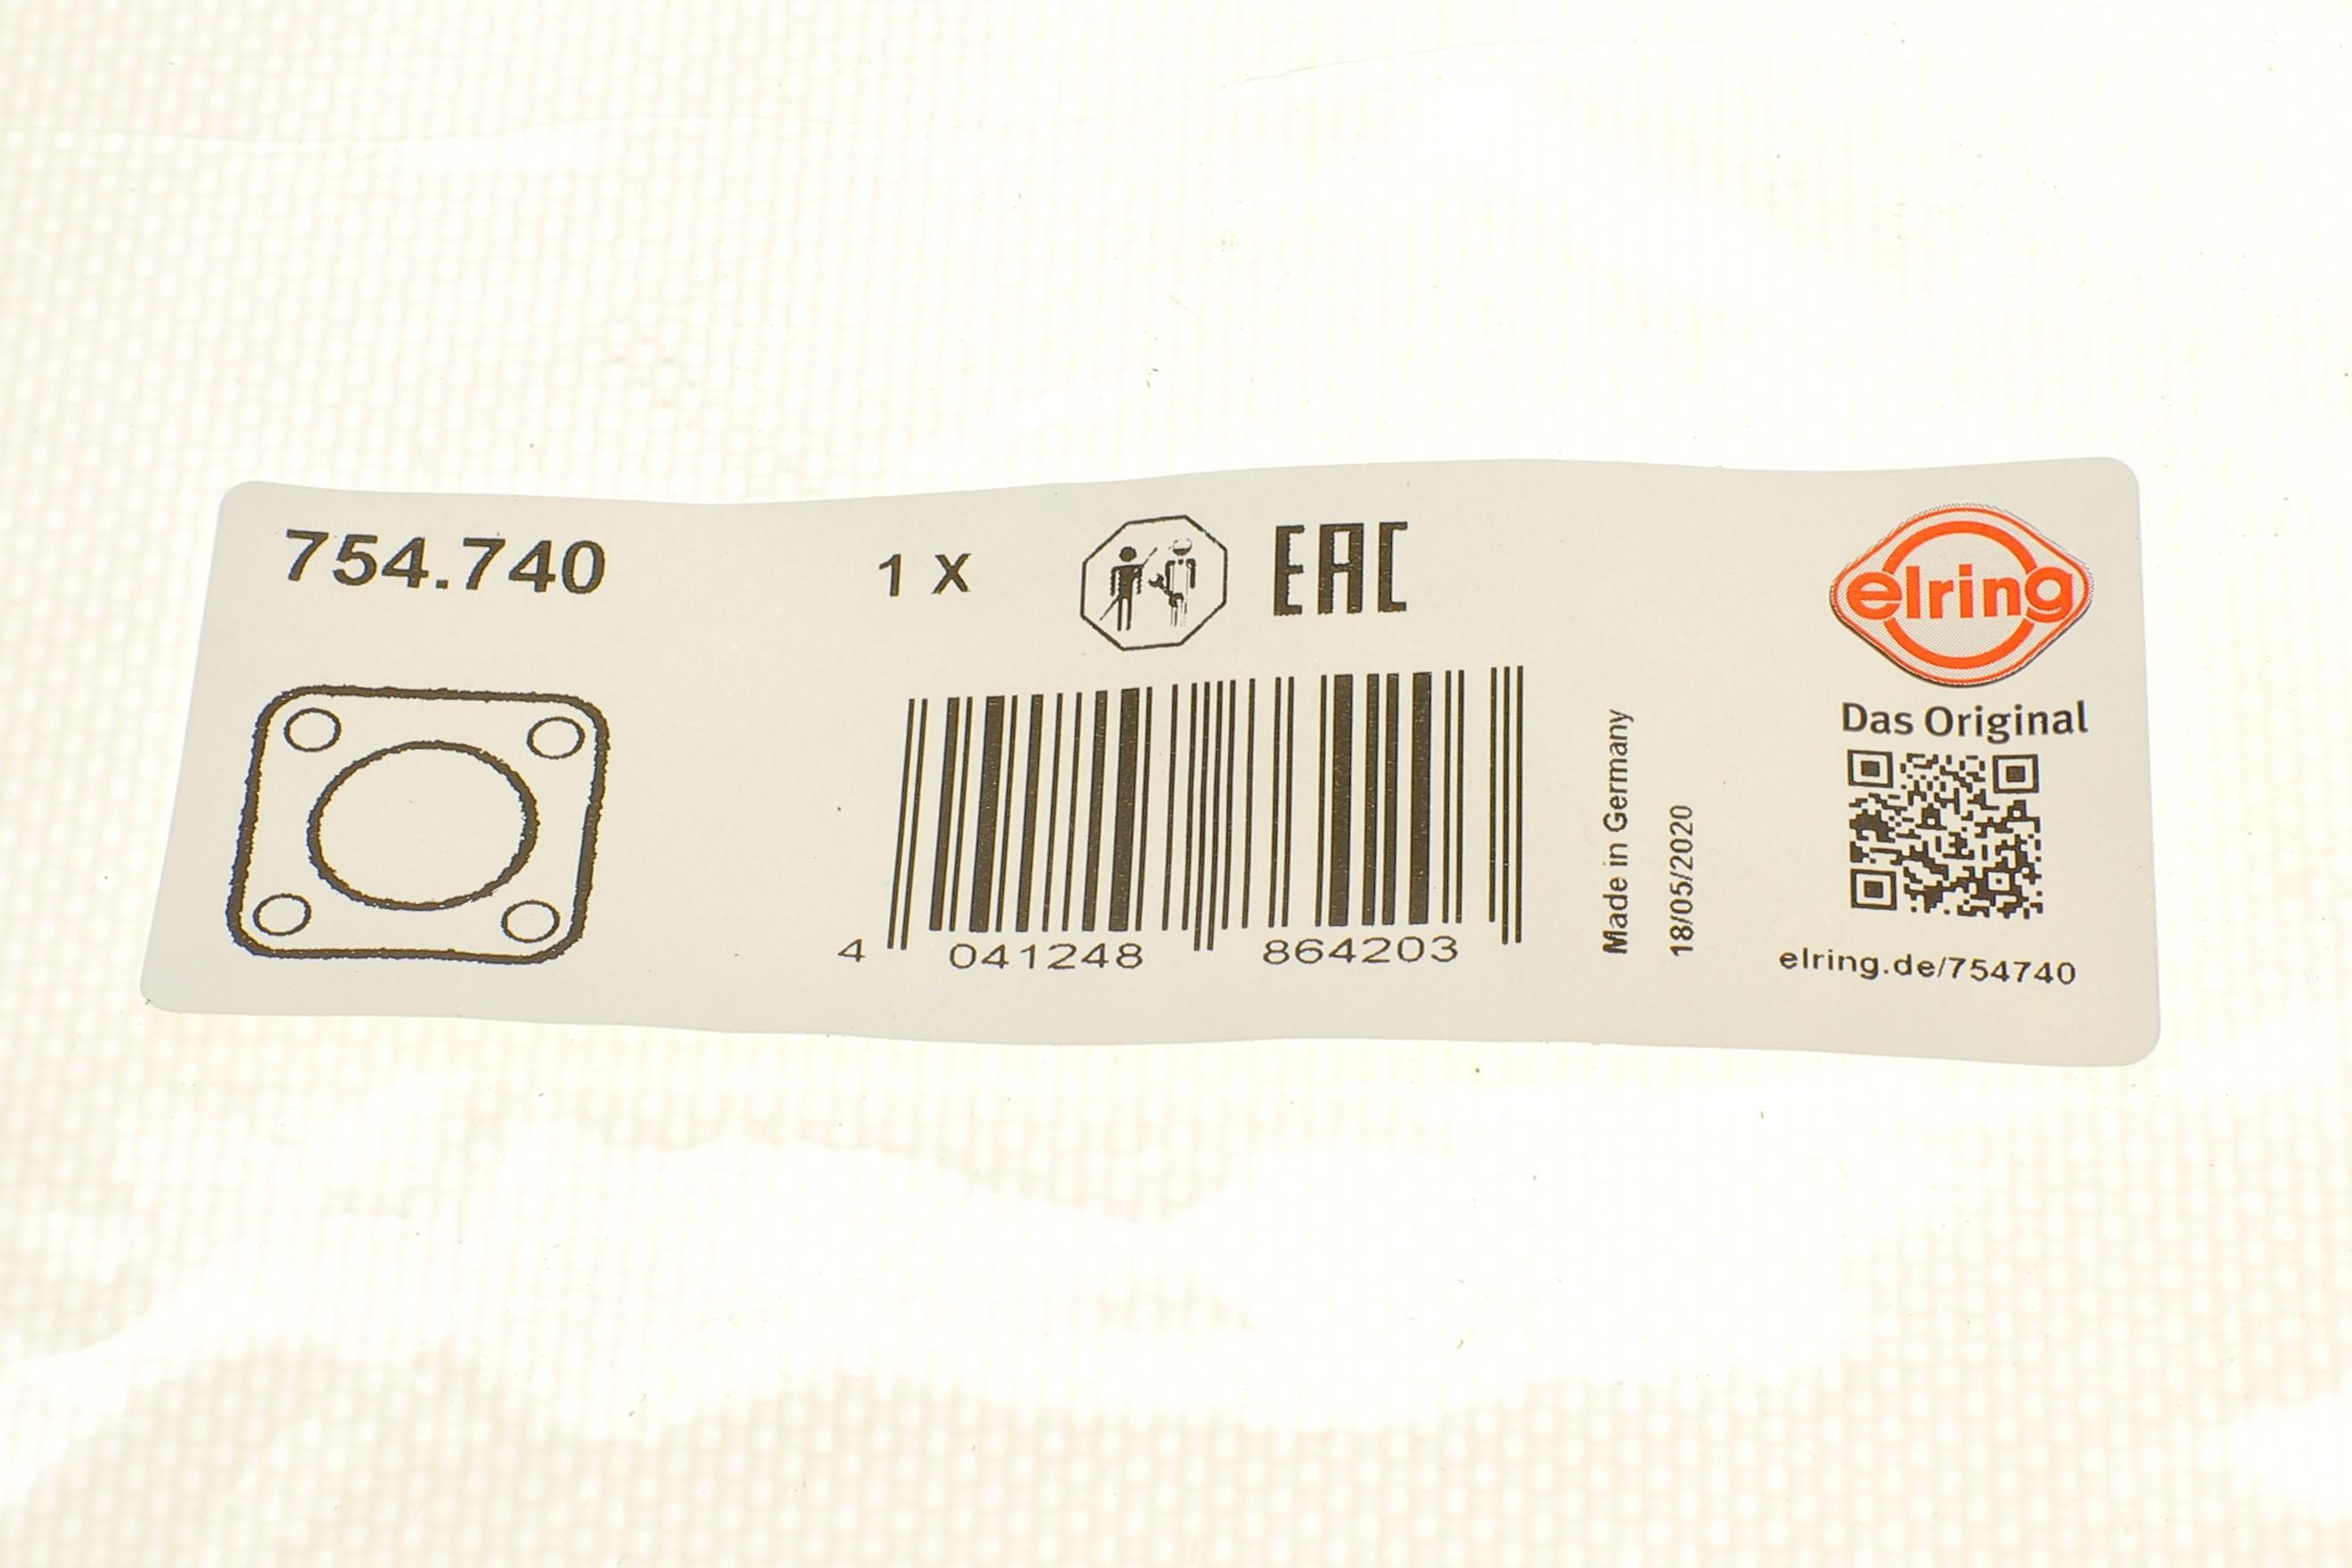 754.740
1 X
EAC
elring
Das Original
4 041248 864203
Made in Germany
18/05/2020
elring.de/754740